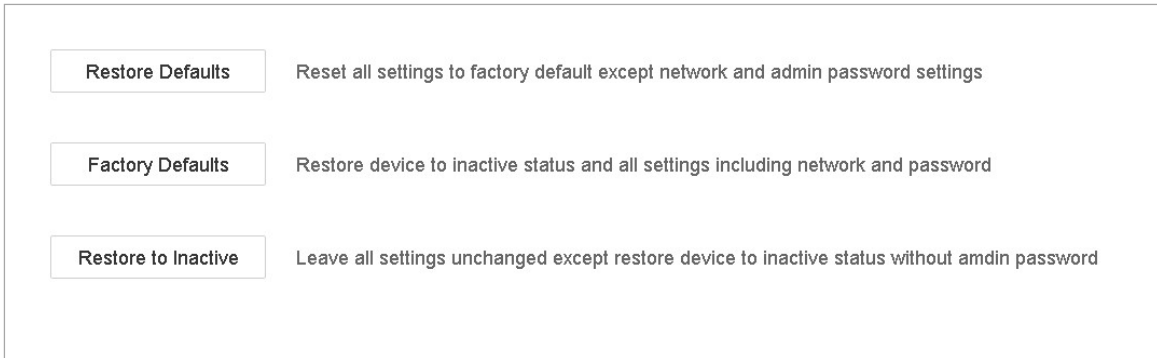 Restore Defaults Reset all settings to factory default except network and admin password settings
Factory Defaults Restore device to inactive status and all settings including network and password
Restore to Inactive Leave all settings unchanged except restore device to inactive status without amdin password